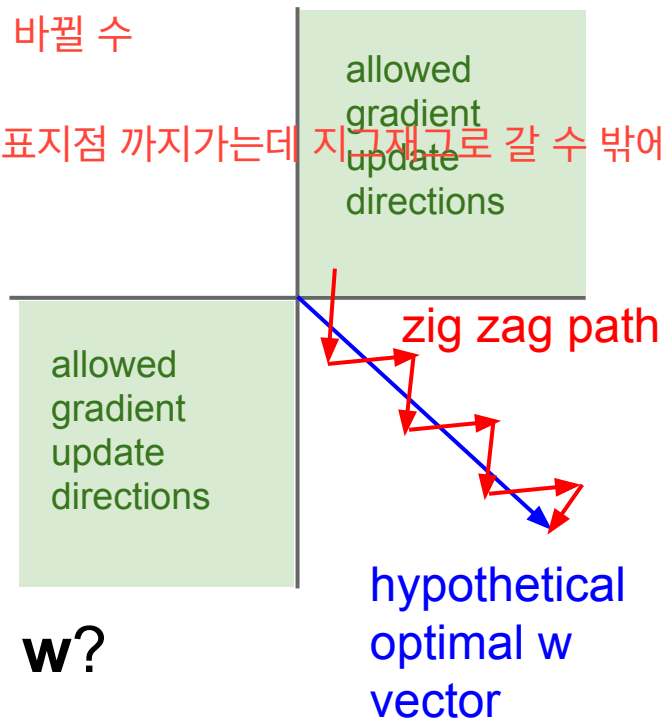 바뀔 수
allowed
gradient
update
directions
표지점 까지가는데 지그재그로 갈 수 밖에
zig zag path
allowed
gradient
update
directions
hypothetical
optimal w
vector
w?